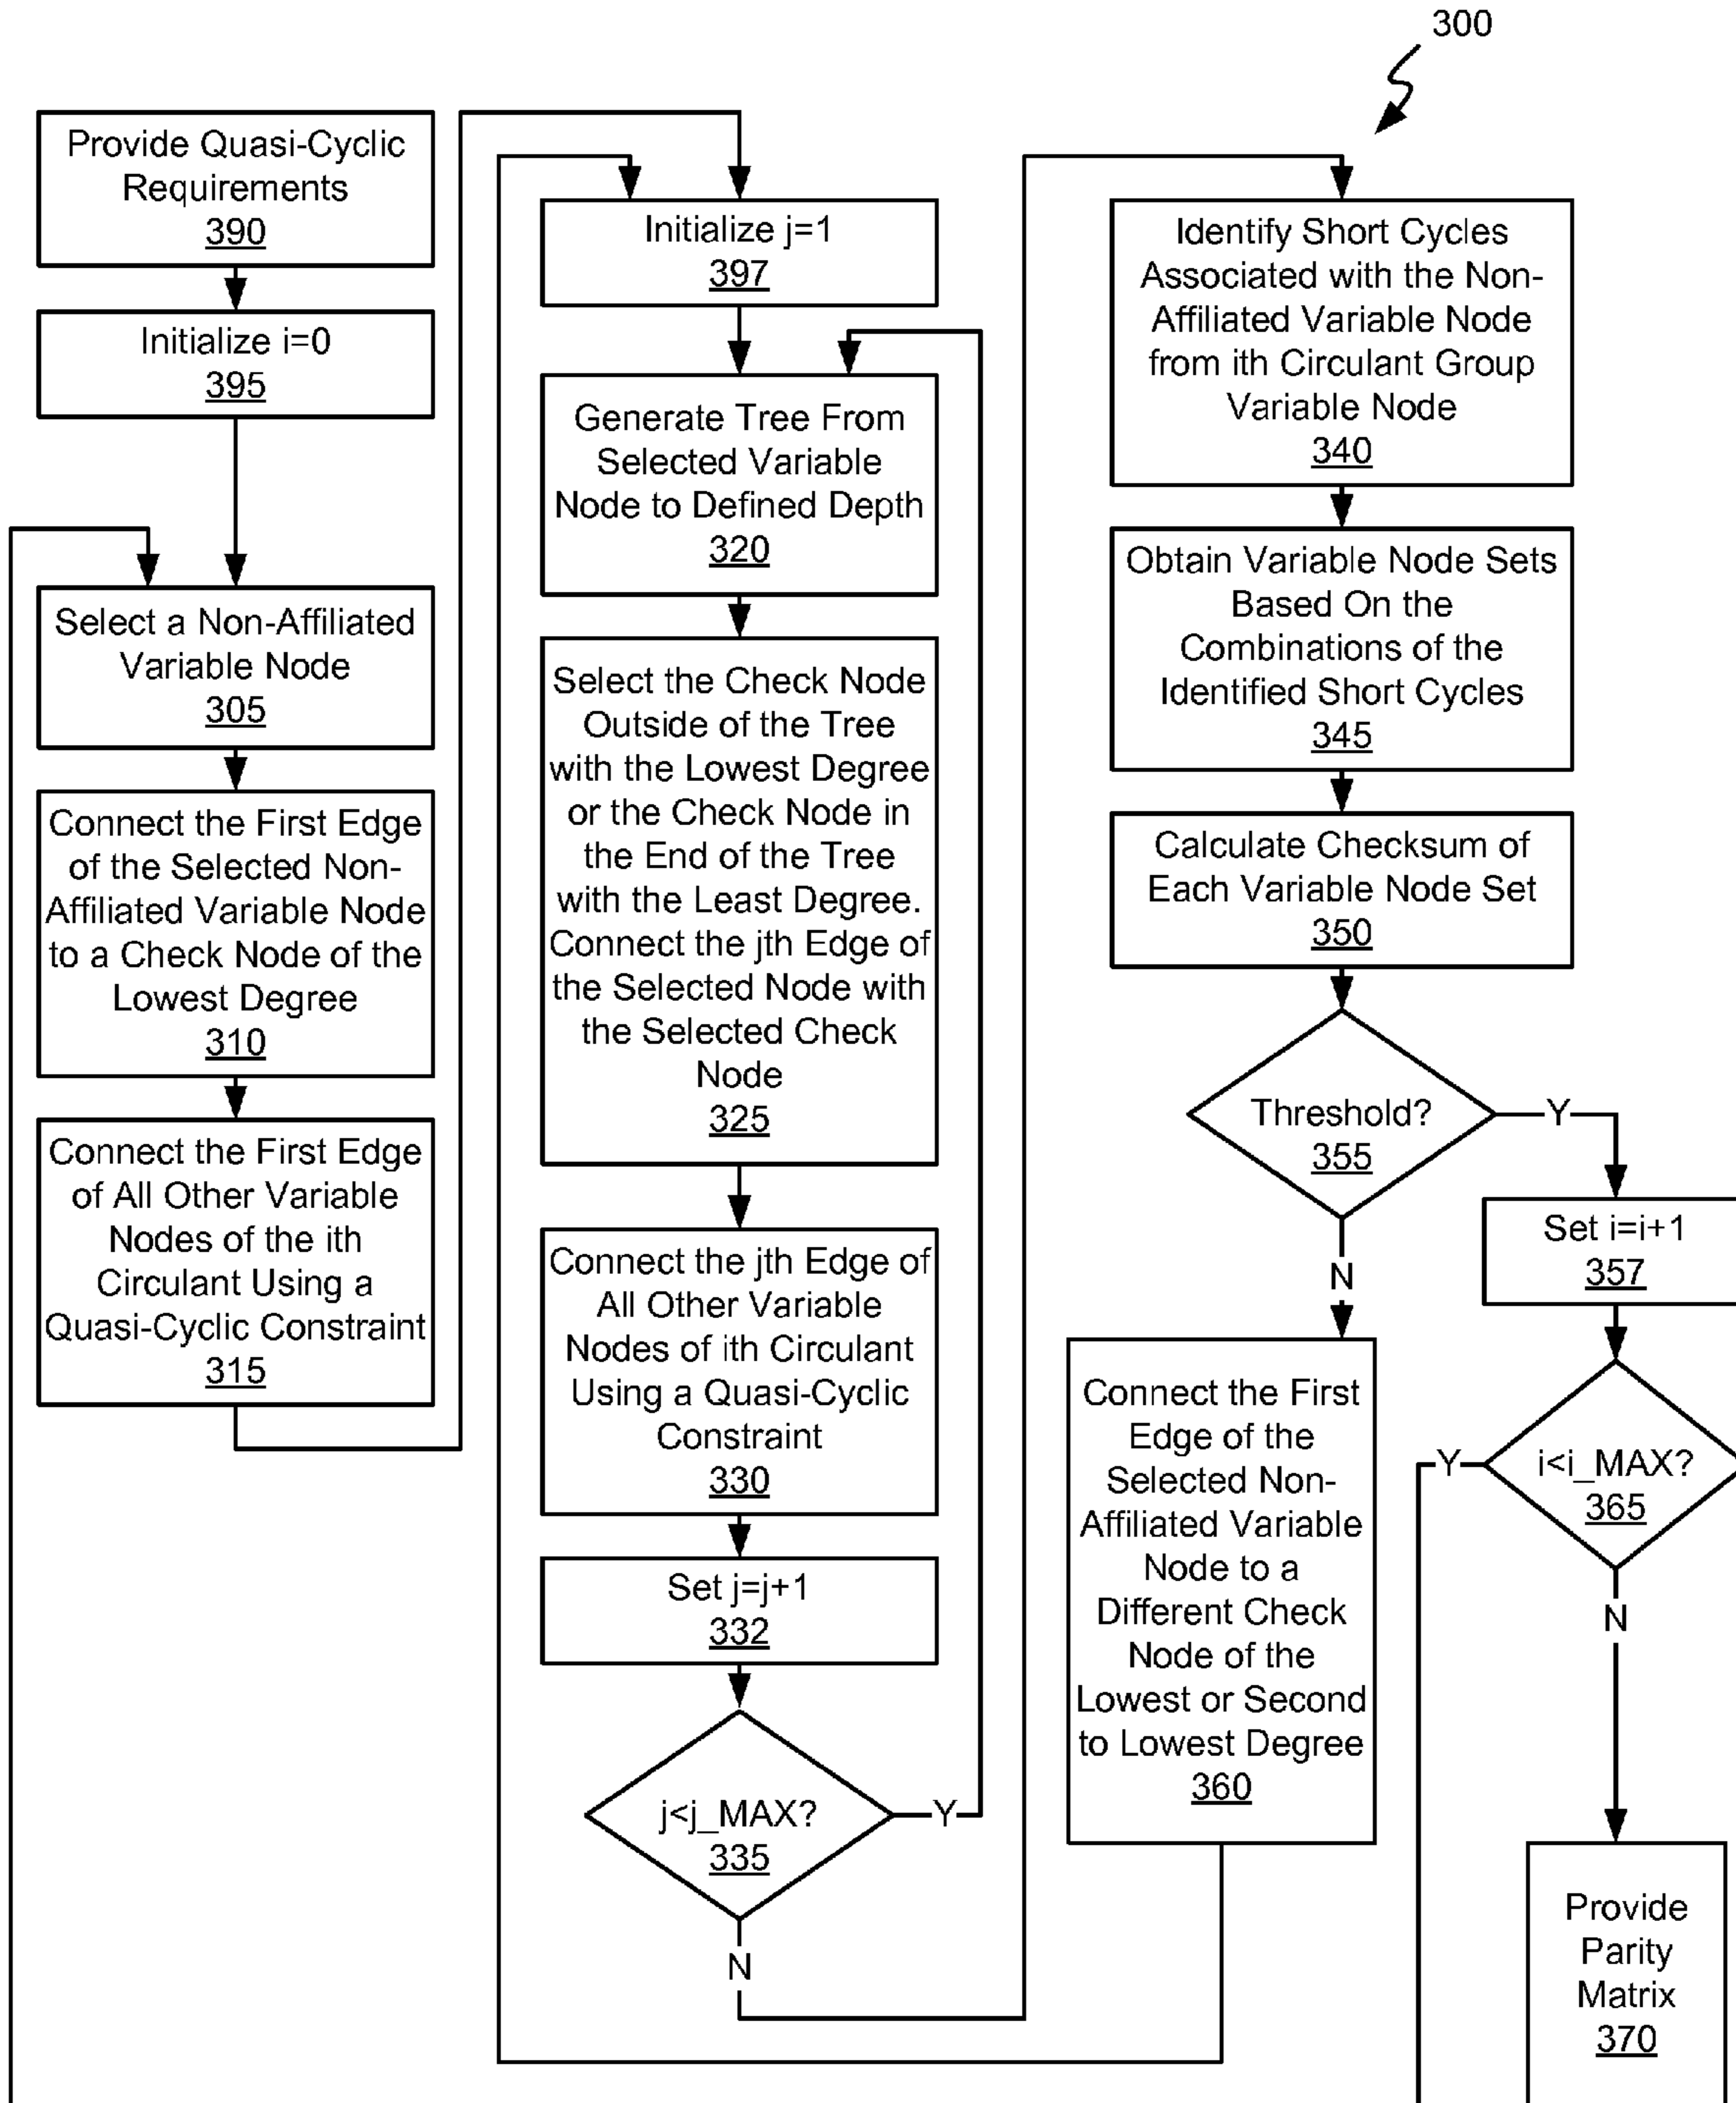 300
Provide Quasi-Cyclic
Requirements
390
Initialize i=0
395
Select a Non-Affiliated
Variable Node
305
Connect the First Edge
of the Selected Non-
Affiliated Variable Node
to a Check Node of the
Lowest Degree
310
Connect the First Edge
of All Other Variable
Nodes of the ith
Circulant Using a
Quasi-Cyclic Constraint
315
Initialize j=1
397
Generate Tree From
Selected Variable
Node to Defined Depth
320
Select the Check Node
Outside of the Tree
with the Lowest Degree
or the Check Node in
the End of the Tree
with the Least Degree.
Connect the jth Edge of
the Selected Node with
the Selected Check
Node
325
Connect the jth Edge of
All Other Variable
Nodes of ith Circulant
Using a Quasi-Cyclic
Constraint
330
Set j=j+1
332
j<j_MAX?
335
Y
N
Identify Short Cycles
Associated with the Non-
Affiliated Variable Node
from ith Circulant Group
Variable Node
340
Obtain Variable Node Sets
Based On the
Combinations of the
Identified Short Cycles
345
Calculate Checksum of
Each Variable Node Set
350
Threshold?
355
Y
N
Connect the First
Edge of the
Selected Non-
Affiliated Variable
Node to a
Different Check
Node of the
Lowest or Second
to Lowest Degree
360
Set i=i+1
357
i<i_MAX?
365
Y
N
Provide
Parity
Matrix
370